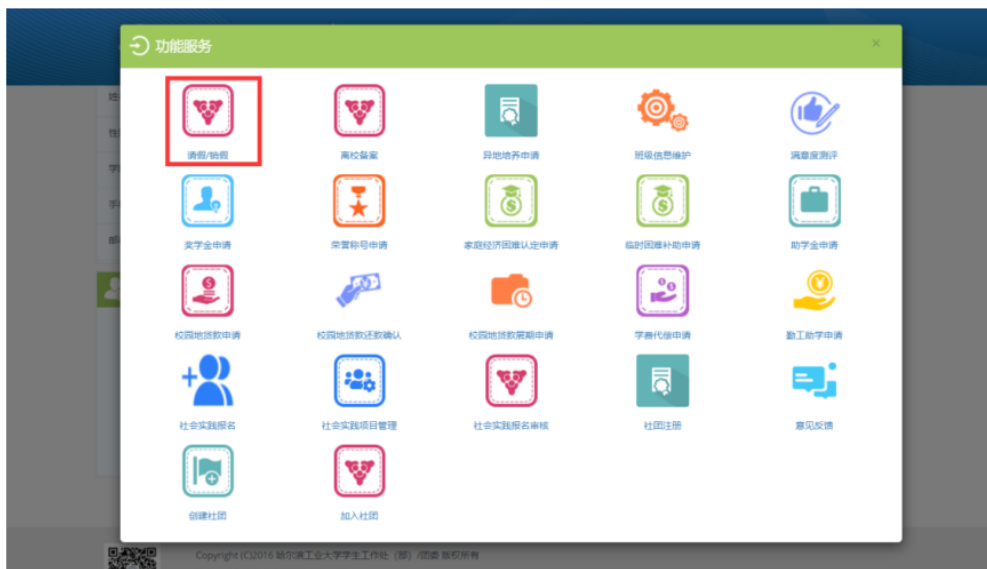 功能服务
×
请假/销假
离校备案
异地培养申请
班级信息维护
满意度测评
奖学金申请
荣誉称号申请
家庭经济困难认定申请
临时困难补助申请
助学金申请
校园地贷款申请
校园地贷款还款确认
校园地贷款展期申请
学费代偿申请
勤工助学申请
社会实践报名
社会实践项目管理
社会实践报名审核
社团注册
意见反馈
创建社团
加入社团
姓
性
学
手
邮
Copyright (C)2016 哈尔滨工业大学学生工作处 (部) /团委 版权所有